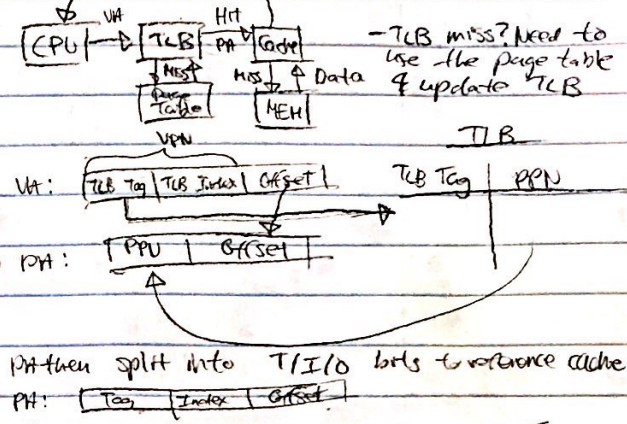 VA Hit
CPU TLB PA Cache
Miss Miss Data
Page Table MEM
- TLB miss? Need to
use the page table
& update TLB
VPN
TLB
TLB Tag PPN
VA: TLB Tag TLB Index Offset
PA: PPN Offset
PA then split into T/I/O bits to reference cache
PA: Tag Index Offset